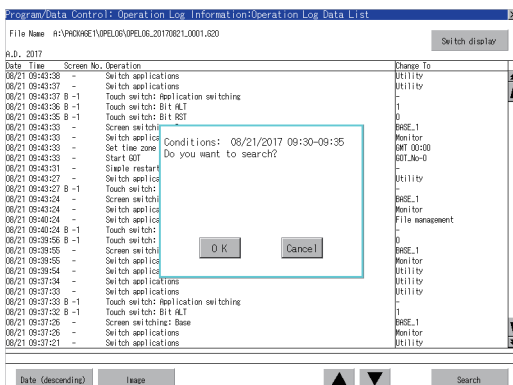 Program/Data Control: Operation Log Information:Operation Log Data List
File Name A:\PACKAGE1\OPELOG\OPELOG_20170821_0001.620
Switch display
A.D. 2017
Date Time Screen No. Operation Change To
08/21 09:43:38 - Switch applications Utility
08/21 09:43:37 - Switch applications Utility
08/21 09:43:37 B -1 Touch switch: Application switching -
08/21 09:43:36 B -1 Touch switch: Bit ALT 1
08/21 09:43:35 B -1 Touch switch: Bit RST 0
08/21 09:43:33 - Screen switchi BASE_1
08/21 09:43:33 - Switch applica Monitor
08/21 09:43:33 - Set time zone GMT 00:00
08/21 09:43:33 - Start GOT GOT_No-0
08/21 09:43:31 - Simple restart -
08/21 09:43:27 - Switch applica Utility
08/21 09:43:27 B -1 Touch switch: -
08/21 09:43:24 - Screen switchi BASE_1
08/21 09:43:24 - Switch applica Monitor
08/21 09:40:24 - Switch applica File management
08/21 09:40:24 B -1 Touch switch: -
08/21 09:39:56 B -1 Touch switch: 0
08/21 09:39:55 - Screen switchi BASE_1
08/21 09:39:55 - Switch applica Monitor
08/21 09:39:54 - Switch applica Utility
08/21 09:37:34 - Switch applica Utility
08/21 09:37:33 - Switch applications Utility
08/21 09:37:33 B -1 Touch switch: Application switching -
08/21 09:37:32 B -1 Touch switch: Bit ALT 1
08/21 09:37:26 - Screen switching: Base BASE_1
08/21 09:37:26 - Switch applications Monitor
08/21 09:37:21 - Switch applications Utility
Conditions: 08/21/2017 09:30-09:35
Do you want to search?
OK Cancel
Date (descending) Image ▲ ▼ Search